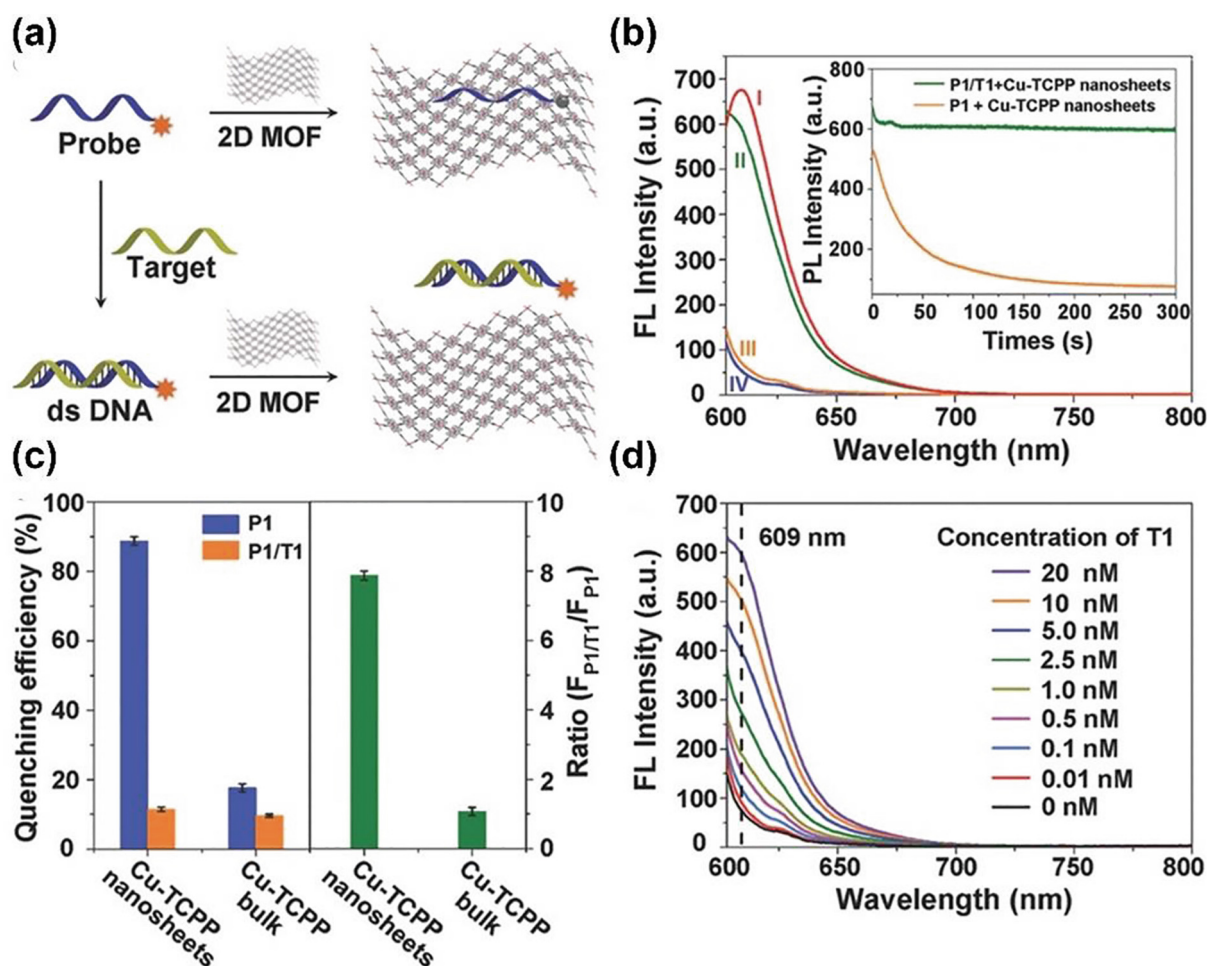 (a)
Probe
2D MOF
Target
ds DNA
2D MOF
(b)
FL Intensity (a.u.)
700
600
500
400
300
200
100
0
I
II
III
IV
600
650
700
750
800
Wavelength (nm)
PL Intensity (a.u.)
800
600
400
200
P1/T1+Cu-TCPP nanosheets
P1 + Cu-TCPP nanosheets
0
50
100
150
200
250
300
Times (s)
(c)
Quenching efficiency (%)
100
80
60
40
20
0
P1
P1/T1
10
8
6
4
2
0
Ratio (FP1/T1/FP1)
Cu-TCPP
nanosheets
Cu-TCPP
bulk
Cu-TCPP
nanosheets
Cu-TCPP
bulk
(d)
FL Intensity (a.u.)
700
600
500
400
300
200
100
0
609 nm
Concentration of T1
20 nM
10 nM
5.0 nM
2.5 nM
1.0 nM
0.5 nM
0.1 nM
0.01 nM
0 nM
600
650
700
750
800
Wavelength (nm)